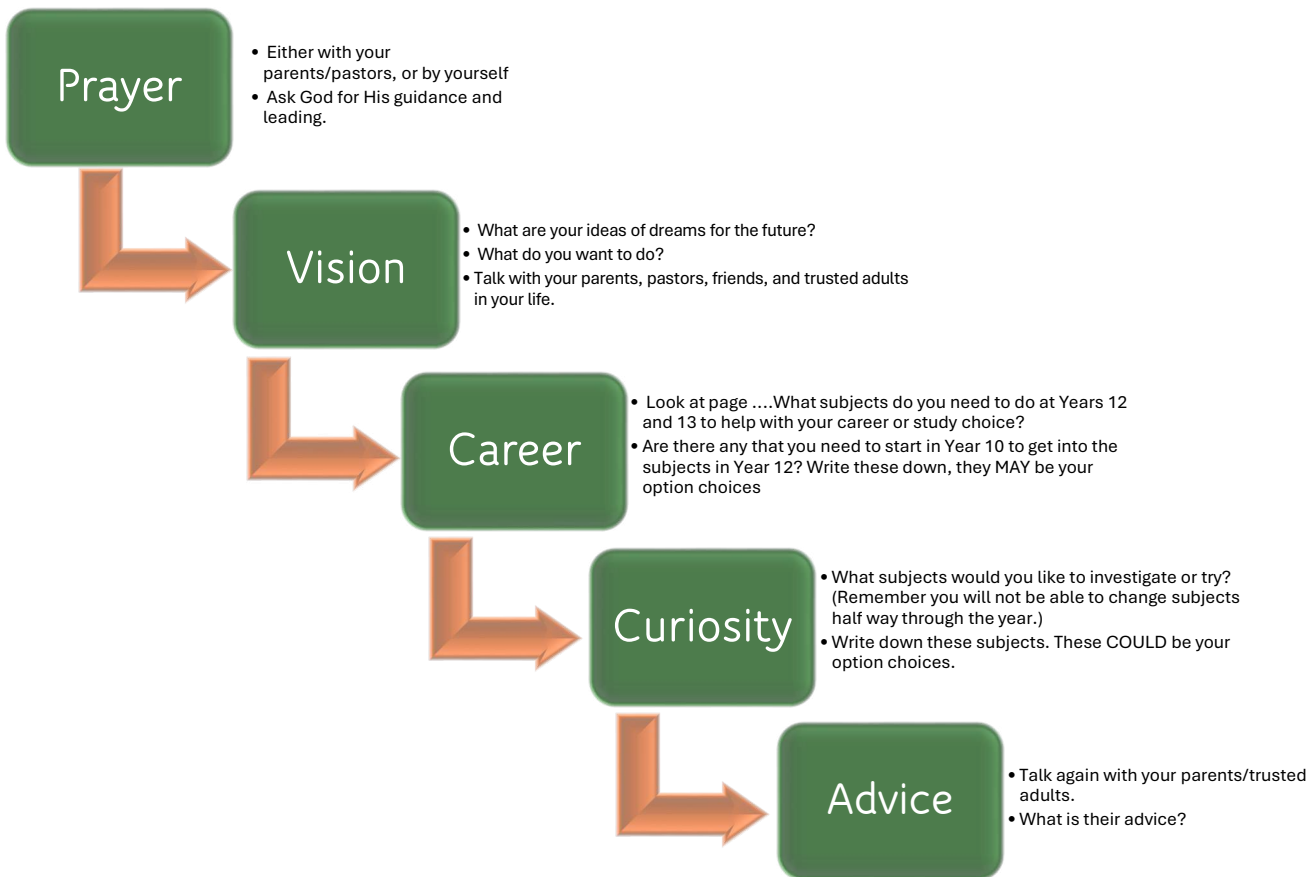 Prayer
• Either with your
parents/pastors, or by yourself
• Ask God for His guidance and
leading.
Vision
• What are your ideas of dreams for the future?
• What do you want to do?
• Talk with your parents, pastors, friends, and trusted adults
in your life.
Career
• Look at page ....What subjects do you need to do at Years 12
and 13 to help with your career or study choice?
• Are there any that you need to start in Year 10 to get into the
subjects in Year 12? Write these down, they MAY be your
option choices
Curiosity
• What subjects would you like to investigate or try?
(Remember you will not be able to change subjects
half way through the year.)
• Write down these subjects. These COULD be your
option choices.
Advice
• Talk again with your parents/trusted
adults.
• What is their advice?